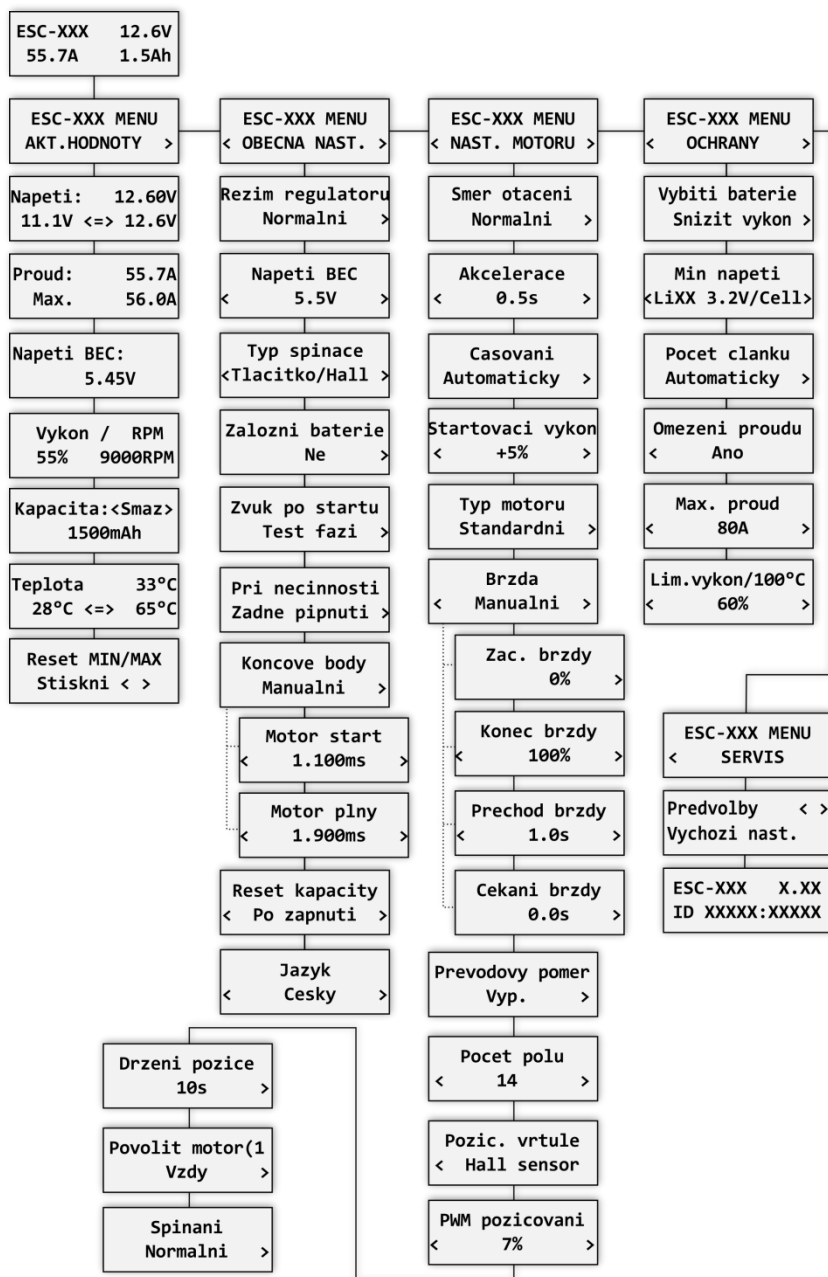 ESC-XXX 12.6V
55.7A 1.5Ah
ESC-XXX MENU
AKT.HODNOTY >
Napeti: 12.60V
11.1V <=> 12.6V
Proud: 55.7A
Max. 56.0A
Napeti BEC:
5.45V
Vykon / RPM
55% 9000RPM
Kapacita:<Smaz>
1500mAh
Teplota 33°C
28°C <=> 65°C
Reset MIN/MAX
Stiskni < >
ESC-XXX MENU
< OBECNA NAST. >
Rezim regulatoru
Normalni >
Napeti BEC
< 5.5V >
Typ spinace
<Tlacitko/Hall >
Zalozni baterie
Ne >
Zvuk po startu
Test fazi >
Pri necinnosti
Zadne pipnuti >
Koncove body
Manualni >
Motor start
< 1.100ms >
Motor plny
< 1.900ms >
Reset kapacity
< Po zapnuti >
Jazyk
< Cesky >
ESC-XXX MENU
< NAST. MOTORU >
Smer otaceni
Normalni >
Akcelerace
< 0.5s >
Casovani
Automaticky >
Startovaci vykon
< +5% >
Typ motoru
Standardni >
Brzda
< Manualni >
Zac. brzdy
0% >
Konec brzdy
< 100% >
Prechod brzdy
< 1.0s >
Cekani brzdy
0.0s >
Prevodovy pomer
Vyp. >
Pocet polu
< 14 >
Pozic. vrtule
< Hall sensor
PWM pozicovani
< 7% >
Drzeni pozice
10s >
Povolit motor(1
Vzdy >
Spinani
Normalni >
ESC-XXX MENU
< OCHRANY >
Vybiti baterie
Snizit vykon >
Min napeti
<LiXX 3.2V/Cell>
Pocet clanku
Automaticky >
Omezeni proudu
< Ano
Max. proud
< 80A >
Lim.vykon/100°C
< 60% >
ESC-XXX MENU
< SERVIS
Predvolby < >
Vychozi nast.
ESC-XXX X.XX
ID XXXXX:XXXXX